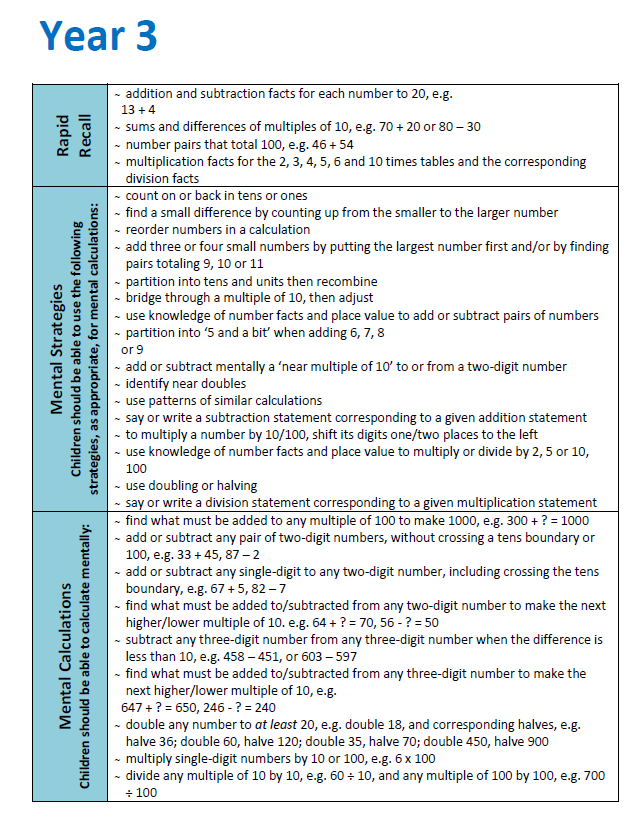 Year 3
Rapid
Recall
~ addition and subtraction facts for each number to 20, e.g.
13 + 4
~ sums and differences of multiples of 10, e.g. 70 + 20 or 80 – 30
~ number pairs that total 100, e.g. 46 + 54
~ multiplication facts for the 2, 3, 4, 5, 6 and 10 times tables and the corresponding
division facts
Mental Strategies
Children should be able to use the following
strategies, as appropriate, for mental calculations:
~ count on or back in tens or ones
~ find a small difference by counting up from the smaller to the larger number
~ reorder numbers in a calculation
~ add three or four small numbers by putting the largest number first and/or by finding
pairs totaling 9, 10 or 11
~ partition into tens and units then recombine
~ bridge through a multiple of 10, then adjust
~ use knowledge of number facts and place value to add or subtract pairs of numbers
~ partition into ‘5 and a bit’ when adding 6, 7, 8
or 9
~ add or subtract mentally a ‘near multiple of 10’ to or from a two-digit number
~ identify near doubles
~ use patterns of similar calculations
~ say or write a subtraction statement corresponding to a given addition statement
~ to multiply a number by 10/100, shift its digits one/two places to the left
~ use knowledge of number facts and place value to multiply or divide by 2, 5 or 10,
100
~ use doubling or halving
~ say or write a division statement corresponding to a given multiplication statement
Mental Calculations
Children should be able to calculate mentally:
~ find what must be added to any multiple of 100 to make 1000, e.g. 300 + ? = 1000
~ add or subtract any pair of two-digit numbers, without crossing a tens boundary or
100, e.g. 33 + 45, 87 – 2
~ add or subtract any single-digit to any two-digit number, including crossing the tens
boundary, e.g. 67 + 5, 82 – 7
~ find what must be added to/subtracted from any two-digit number to make the next
higher/lower multiple of 10. e.g. 64 + ? = 70, 56 - ? = 50
~ subtract any three-digit number from any three-digit number when the difference is
less than 10, e.g. 458 – 451, or 603 – 597
~ find what must be added to/subtracted from any three-digit number to make the
next higher/lower multiple of 10, e.g.
647 + ? = 650, 246 - ? = 240
~ double any number to at least 20, e.g. double 18, and corresponding halves, e.g.
halve 36; double 60, halve 120; double 35, halve 70; double 450, halve 900
~ multiply single-digit numbers by 10 or 100, e.g. 6 x 100
~ divide any multiple of 10 by 10, e.g. 60 ÷ 10, and any multiple of 100 by 100, e.g. 700
÷ 100